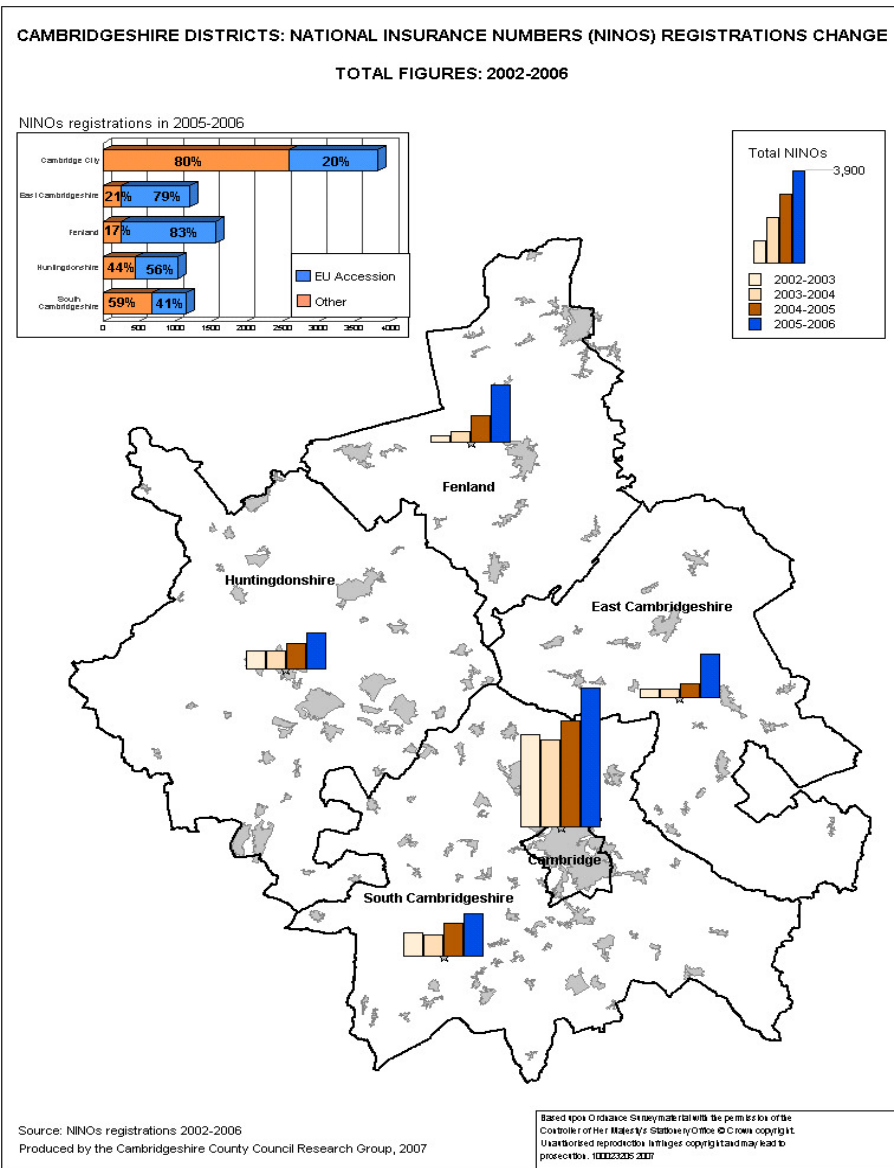 CAMBRIDGESHIRE DISTRICTS: NATIONAL INSURANCE NUMBERS (NINOS) REGISTRATIONS CHANGE
TOTAL FIGURES: 2002-2006
NINOs registrations in 2005-2006
Cambridge City 80% 20%
East Cambridgeshire 21% 79%
Fenland 17% 83%
Huntingdonshire 44% 56%
South
Cambridgeshire 59% 41%
0 500 1000 1500 2000 2500 3000 3500 4000
EU Accession
Other
Total NINOs
3,900
2002-2003
2003-2004
2004-2005
2005-2006
Fenland
Huntingdonshire
East Cambridgeshire
Cambridge
South Cambridgeshire
Source: NINOs registrations 2002-2006
Produced by the Cambridgeshire County Council Research Group, 2007
Based upon Ordnance Survey material with the permission of the
Controller of Her Majesty's Stationery Office © Crown copyright.
Unauthorised reproduction infringes copyright and may lead to
prosecution. 100023205 2007